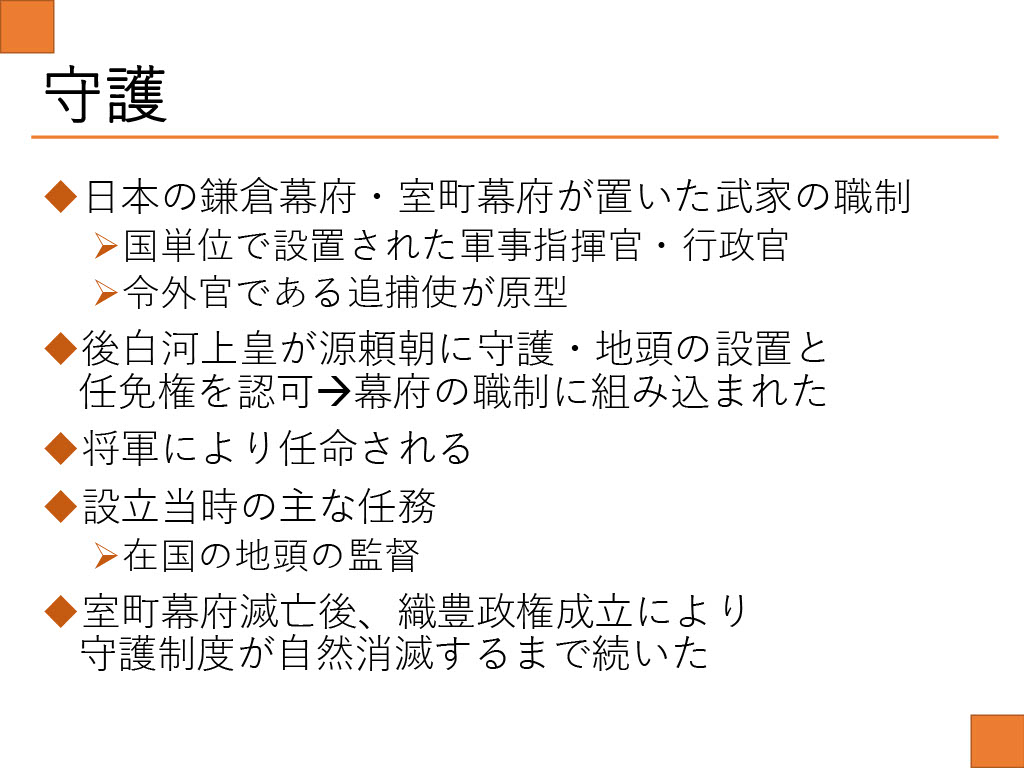 守護
◆日本の鎌倉幕府・室町幕府が置いた武家の職制
➢国単位で設置された軍事指揮官・行政官
➢令外官である追捕使が原型
◆後白河上皇が源頼朝に守護・地頭の設置と
任免権を認可→幕府の職制に組み込まれた
◆将軍により任命される
◆設立当時の主な任務
➢在国の地頭の監督
◆室町幕府滅亡後、織豊政権成立により
守護制度が自然消滅するまで続いた